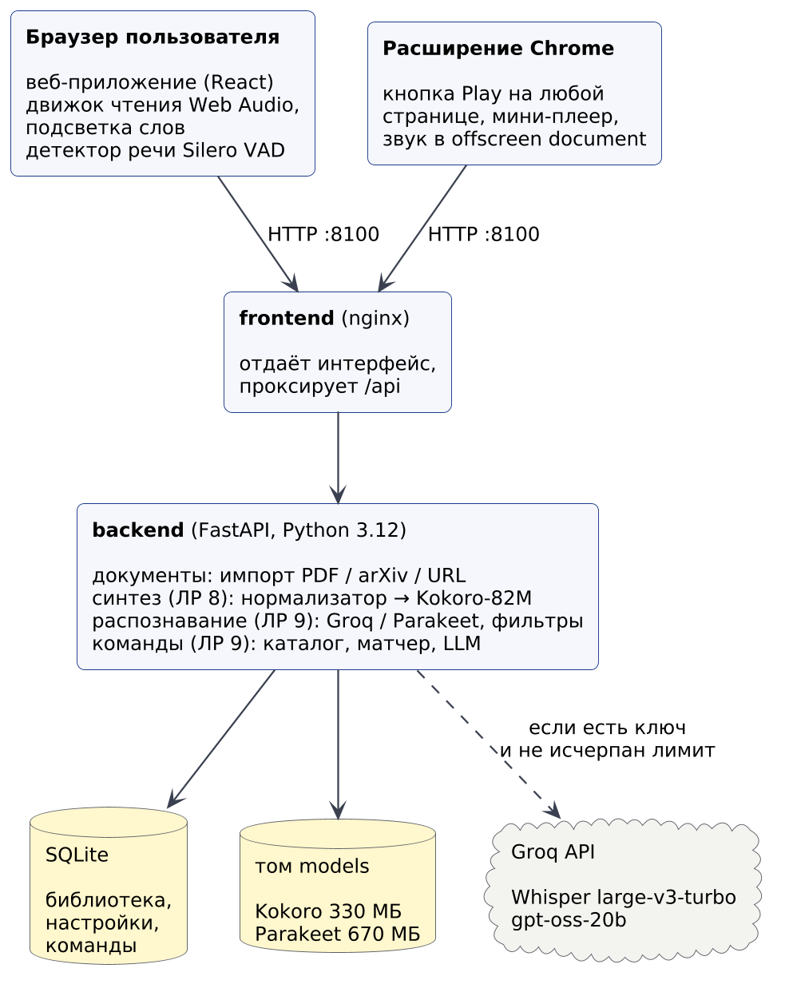 Браузер пользователя
веб-приложение (React)
движок чтения Web Audio,
подсветка слов
детектор речи Silero VAD
Расширение Chrome
кнопка Play на любой
странице, мини-плеер,
звук в offscreen document
HTTP :8100
HTTP :8100
frontend (nginx)
отдаёт интерфейс,
проксирует /api
backend (FastAPI, Python 3.12)
документы: импорт PDF / arXiv / URL
синтез (ЛР 8): нормализатор → Kokoro-82M
распознавание (ЛР 9): Groq / Parakeet, фильтры
команды (ЛР 9): каталог, матчер, LLM
если есть ключ
и не исчерпан лимит
SQLite
библиотека,
настройки,
команды
том models
Kokoro 330 МБ
Parakeet 670 МБ
Groq API
Whisper large-v3-turbo
gpt-oss-20b